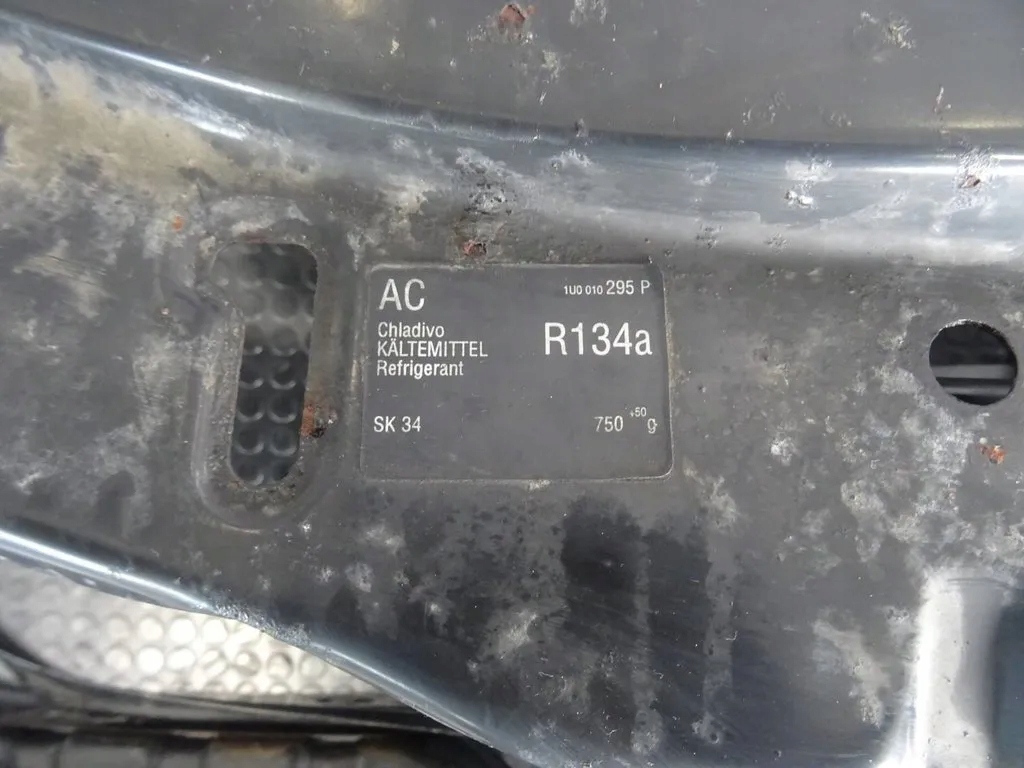 AC 1U0 010 295 P
Chladivo
KÄLTEMITTEL R134a
Refrigerant
SK 34 750 +50 g